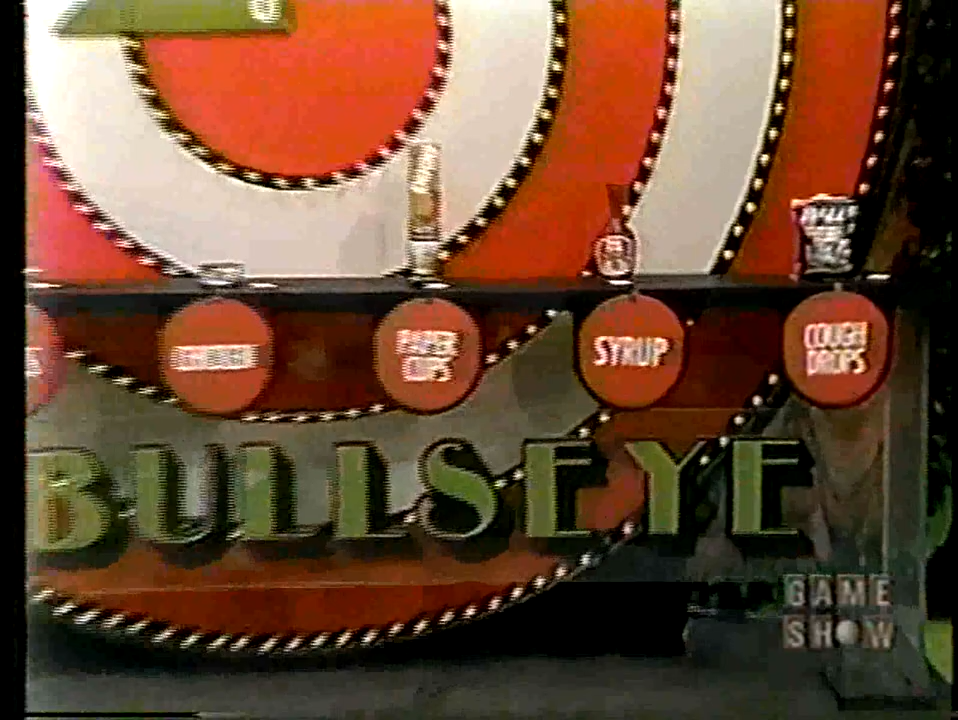 PAPER
CUPS
SYRUP
COUGH
DROPS
BULLSEYE
GAME
SHOW